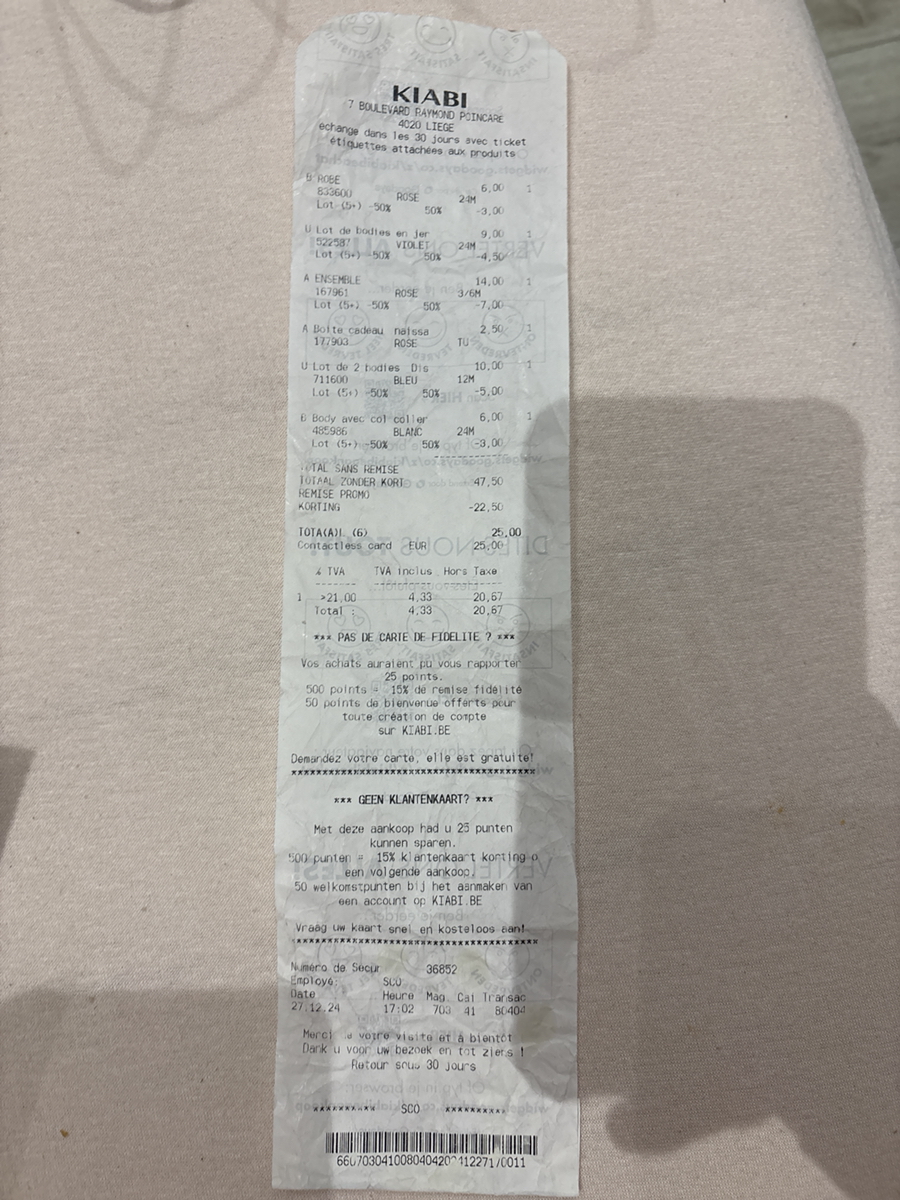 KIABI
7 BOULEVARD RAYMOND POINCARE
4020 LIEGE
echange dans les 30 jours avec ticket
étiquettes attachées aux produits
B ROBE 6,00 1
833600 ROSE 24M
Lot (5+) -50% 50% -3,00
U Lot de bodies en jer 9,00 1
522587 VIOLET 24M
Lot (5+) -50% 50% -4,50
A ENSEMBLE 14,00 1
167961 ROSE 3/6M
Lot (5+) -50% 50% -7,00
A Boite cadeau naissa 2,50 1
177903 ROSE TU
U Lot de 2 bodies Dis 10,00 1
711600 BLEU 12M
Lot (5+) -50% 50% -5,00
B Body avec col coller 6,00 1
485986 BLANC 24M
Lot (5+) -50% 50% -3,00
TOTAL SANS REMISE
TOTAAL ZONDER KORT 47,50
REMISE PROMO
KORTING -22,50
TOTA(A)L (6) 25,00
Contactless card EUR 25,00
% TVA TVA inclus Hors Taxe
1 >21,00 4,33 20,67
Total : 4,33 20,67
*** PAS DE CARTE DE FIDELITE ? ***
Vos achats auraient pu vous rapporter
25 points.
500 points = 15% de remise fidélité
50 points de bienvenue offerts pour
toute création de compte
sur KIABI.BE
Demandez votre carte, elle est gratuite!
*** GEEN KLANTENKAART? ***
Met deze aankoop had u 25 punten
kunnen sparen.
500 punten = 15% klantenkaart korting o
een volgende aankoop.
50 welkomstpunten bij het aanmaken van
een account op KIABI.BE
Vraag uw kaart snel en kosteloos aan!
Numéro de Sécur 36852
Employé: SCO
Date Heure Mag. Cai Transac
27.12.24 17:02 703 41 80404
Merci de votre visite et à bientôt
Dank u voor uw bezoek en tot ziens !
Retour sous 30 jours
********** SCO **********